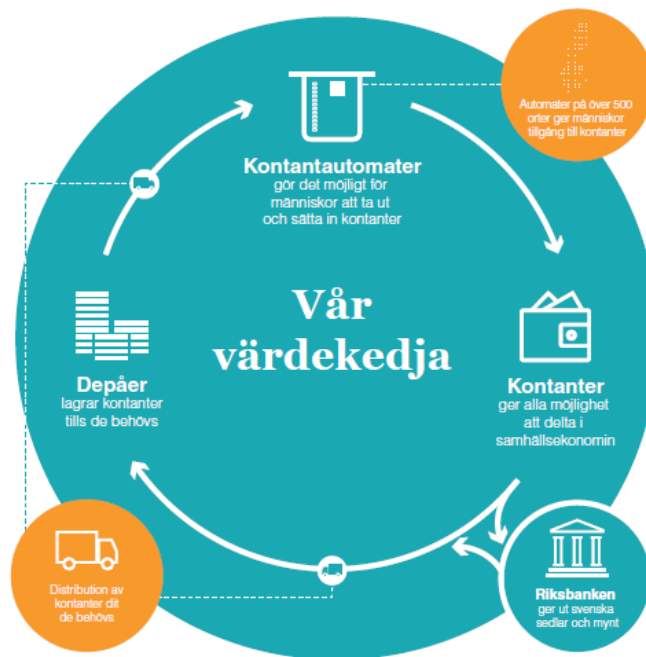 Automater på över 500
orter ger människor
tillgång till kontanter
Kontantautomater
gör det möjligt för
människor att ta ut
och sätta in kontanter
Vår
värdekedja
Depåer
lagrar kontanter
tills de behövs
Kontanter
ger alla möjlighet
att delta i
samhällsekonomin
Distribution av
kontanter dit
de behövs
Riksbanken
ger ut svenska
sedlar och mynt